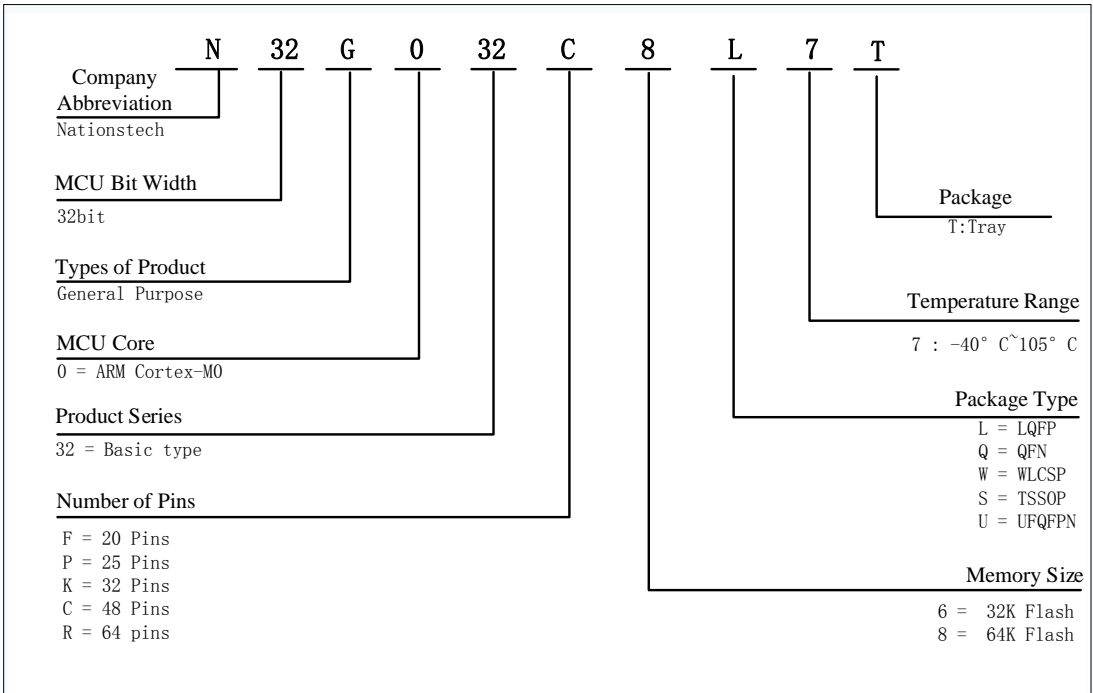 N 32 G 0 32 C 8 L 7 T
Company
Abbreviation
Nationstech
MCU Bit Width
32bit
Types of Product
General Purpose
MCU Core
0 = ARM Cortex-M0
Product Series
32 = Basic type
Number of Pins
F = 20 Pins
P = 25 Pins
K = 32 Pins
C = 48 Pins
R = 64 pins
Package
T:Tray
Temperature Range
7 : -40° C~105° C
Package Type
L = LQFP
Q = QFN
W = WLCSP
S = TSSOP
U = UFQFPN
Memory Size
6 = 32K Flash
8 = 64K Flash